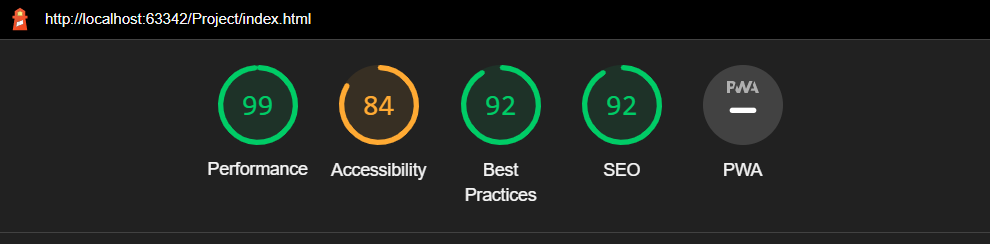 http://localhost:63342/Project/index.html
99
84
92
92
PWA
Performance
Accessibility
Best
Practices
SEO
PWA